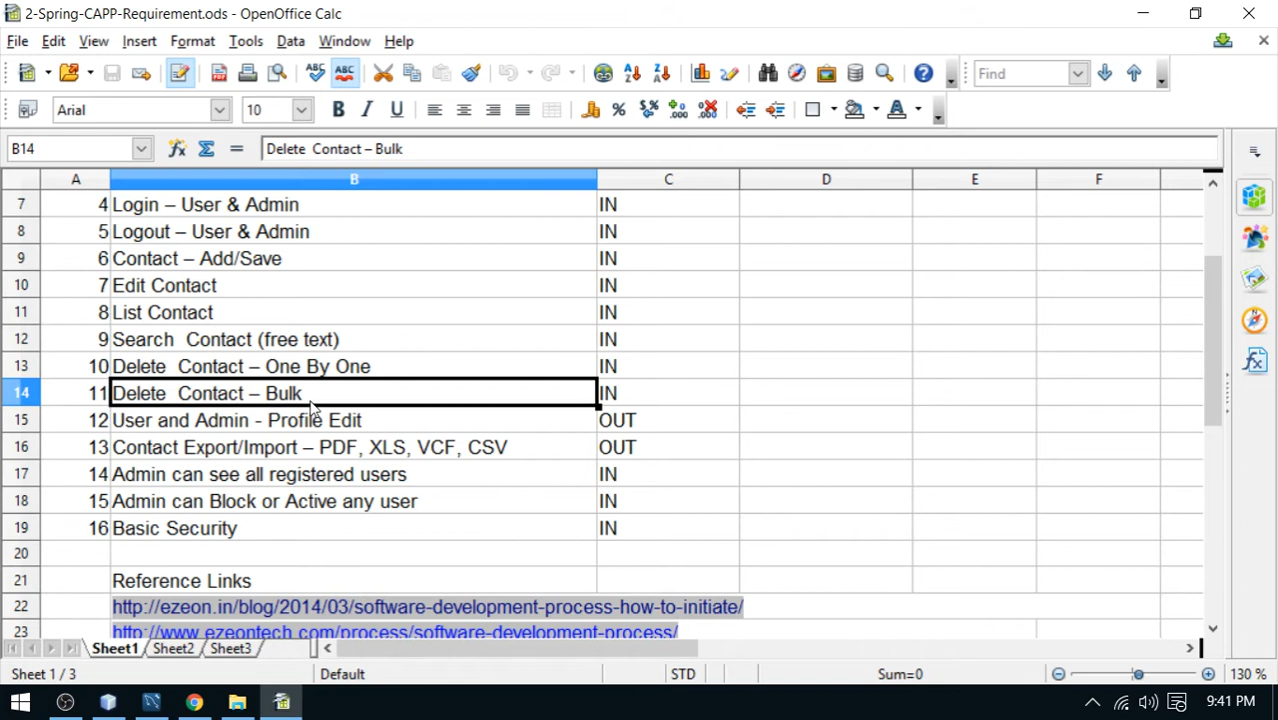 2-Spring-CAPP-Requirement.ods - OpenOffice Calc
File Edit View Insert Format Tools Data Window Help
Find
Arial 10
B14 Delete  Contact – Bulk
A B C D E F
7 4 Login – User & Admin IN
8 5 Logout – User & Admin IN
9 6 Contact – Add/Save IN
10 7 Edit Contact IN
11 8 List Contact IN
12 9 Search  Contact (free text) IN
13 10 Delete  Contact – One By One IN
14 11 Delete  Contact – Bulk IN
15 12 User and Admin - Profile Edit OUT
16 13 Contact Export/Import – PDF, XLS, VCF, CSV OUT
17 14 Admin can see all registered users IN
18 15 Admin can Block or Active any user IN
19 16 Basic Security IN
20
21 Reference Links
22 http://ezeon.in/blog/2014/03/software-development-process-how-to-initiate/
23 http://www.ezeontech.com/process/software-development-process/
Sheet1 Sheet2 Sheet3
Sheet 1 / 3 Default STD Sum=0 130 %
9:41 PM